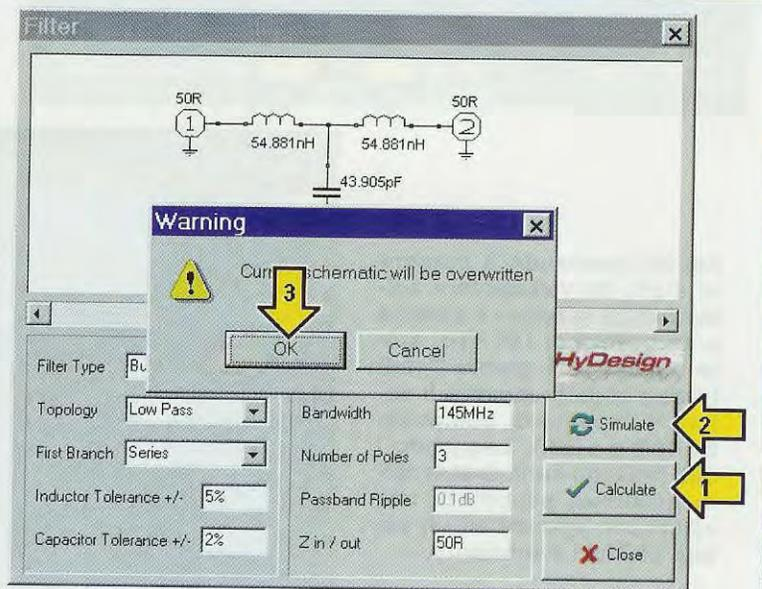 Filter
50R
1
54.881nH
54.881nH
50R
2
43.905pF
Warning
schematic will be overwritten
3
OK
Cancel
HyDesign
Filter Type
Topology
Low Pass
First Branch
Series
Inductor Tolerance +/-
5%
Capacitor Tolerance +/-
2%
Bandwidth
145MHz
Number of Poles
3
Passband Ripple
0.1dB
Z in / out
50R
Simulate
2
Calculate
1
Close